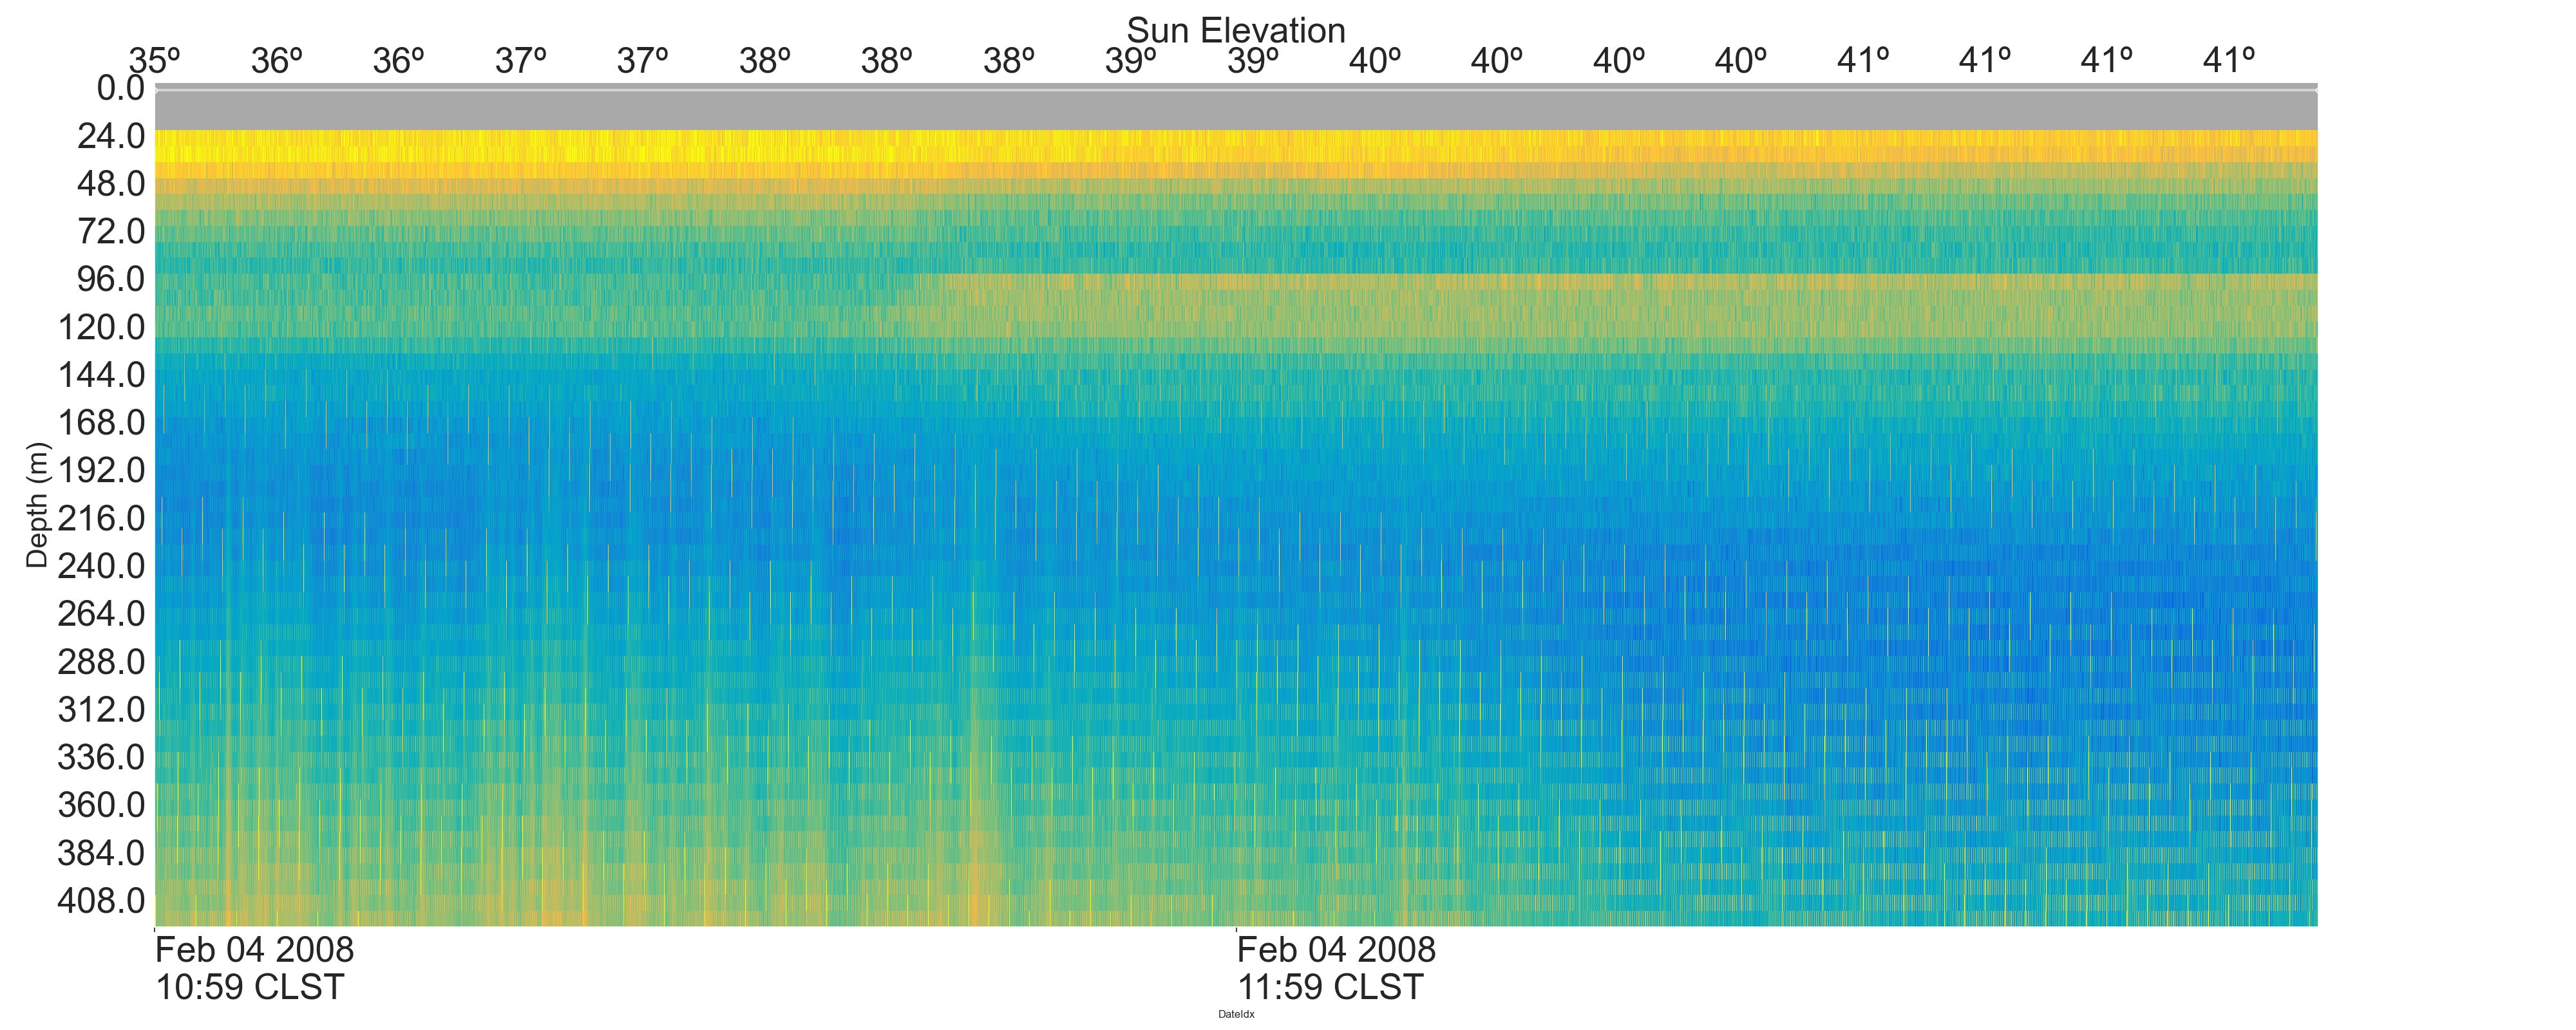 Sun Elevation
35º 36º 36º 37º 37º 38º 38º 38º 39º 39º 40º 40º 40º 40º 41º 41º 41º 41º
0.0
24.0
48.0
72.0
96.0
120.0
144.0
168.0
192.0
216.0
240.0
264.0
288.0
312.0
336.0
360.0
384.0
408.0
Depth (m)
Feb 04 2008
10:59 CLST
Feb 04 2008
11:59 CLST
DateIdx